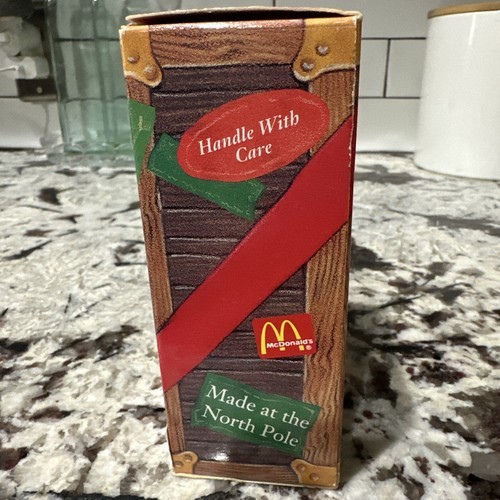 Handle With
Care
McDonald's ®
Made at the
North Pole